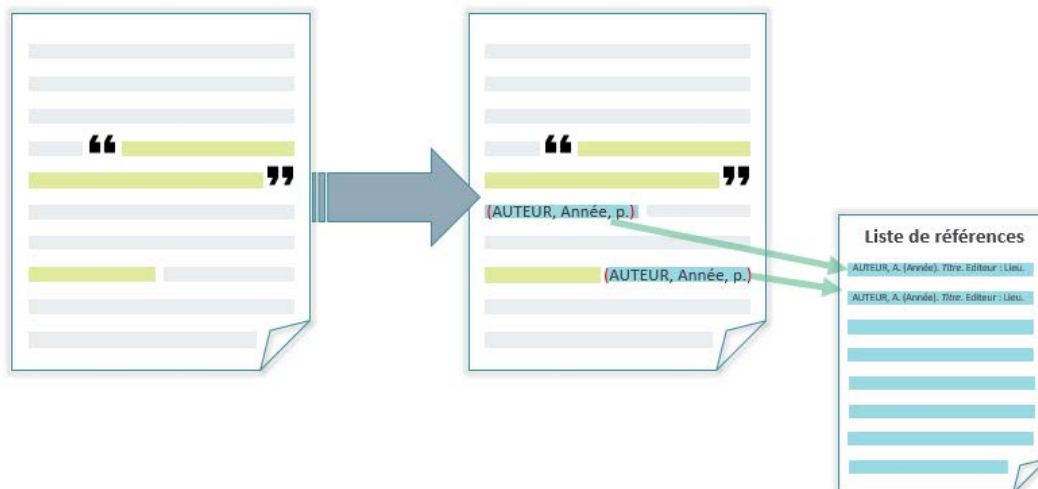 ❝
❞
❝
❞
(AUTEUR, Année, p.)
(AUTEUR, Année, p.)
Liste de références
AUTEUR, A. (Année). Titre. Editeur : Lieu.
AUTEUR, A. (Année). Titre. Editeur : Lieu.